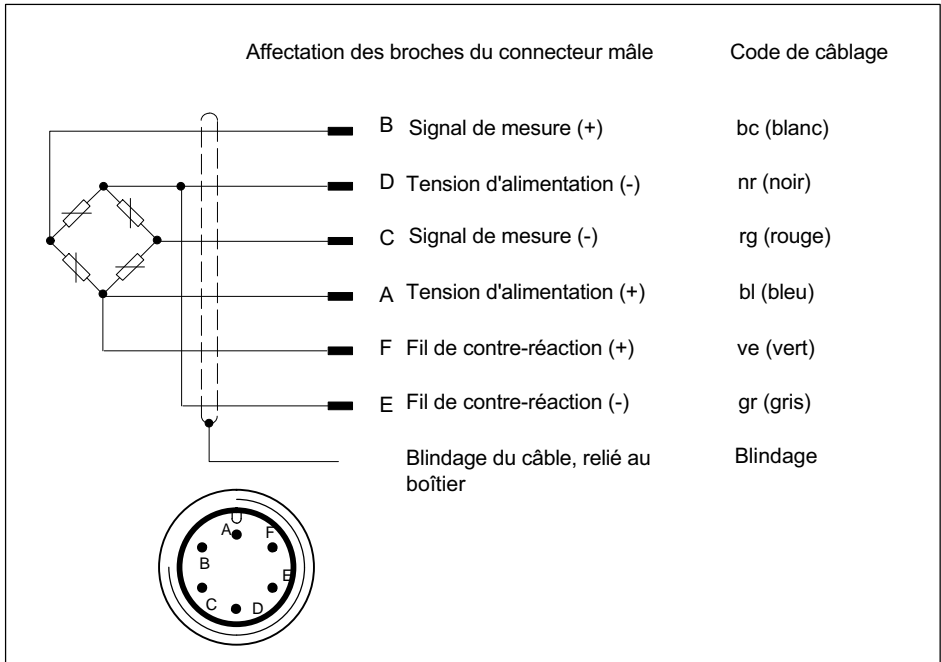 Affectation des broches du connecteur mâle Code de câblage
B Signal de mesure (+) bc (blanc)
D Tension d'alimentation (-) nr (noir)
C Signal de mesure (-) rg (rouge)
A Tension d'alimentation (+) bl (bleu)
F Fil de contre-réaction (+) ve (vert)
E Fil de contre-réaction (-) gr (gris)
Blindage du câble, relié au Blindage
boîtier
A F
B E
C D